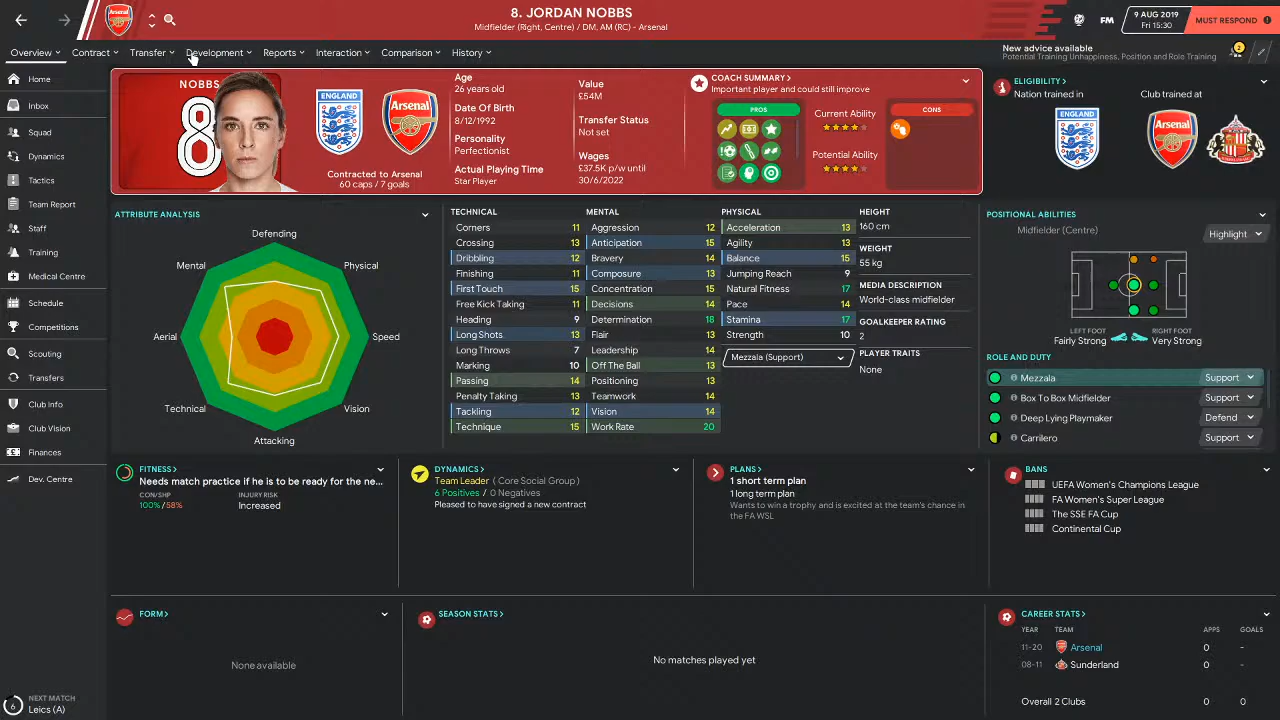 8. JORDAN NOBBS
Midfielder (Right, Centre) / DM, AM (RC) - Arsenal
FM
9 AUG 2019
Fri 15:30
MUST RESPOND
Overview
Contract
Transfer
Development
Reports
Interaction
Comparison
History
New advice available
Potential Training Unhappiness, Position and Role Training
2
Home
Inbox
Squad
Dynamics
Tactics
Team Report
Staff
Training
Medical Centre
Schedule
Competitions
Scouting
Transfers
Club Info
Club Vision
Finances
Dev. Centre
6
NEXT MATCH
Leics (A)
NOBBS
8
ENGLAND
Arsenal
Contracted to Arsenal
60 caps / 7 goals
Age
26 years old
Date Of Birth
8/12/1992
Personality
Perfectionist
Actual Playing Time
Star Player
Value
£54M
Transfer Status
Not set
Wages
£37.5K p/w until
30/6/2022
COACH SUMMARY>
Important player and could still improve
PROS
Current Ability
Potential Ability
CONS
ELIGIBILITY>
Nation trained in
Club trained at
ENGLAND
Arsenal
ATTRIBUTE ANALYSIS
Defending
Physical
Speed
Vision
Attacking
Technical
Aerial
Mental
TECHNICAL
Corners 11
Crossing 13
Dribbling 12
Finishing 11
First Touch 15
Free Kick Taking 11
Heading 9
Long Shots 13
Long Throws 7
Marking 10
Passing 14
Penalty Taking 13
Tackling 12
Technique 15
MENTAL
Aggression 12
Anticipation 15
Bravery 14
Composure 13
Concentration 15
Decisions 14
Determination 18
Flair 13
Leadership 14
Off The Ball 13
Positioning 13
Teamwork 14
Vision 14
Work Rate 20
PHYSICAL
Acceleration 13
Agility 13
Balance 15
Jumping Reach 9
Natural Fitness 17
Pace 14
Stamina 17
Strength 10
Mezzala (Support)
HEIGHT
160 cm
WEIGHT
55 kg
MEDIA DESCRIPTION
World-class midfielder
GOALKEEPER RATING
2
PLAYER TRAITS
None
POSITIONAL ABILITIES
Midfielder (Centre)
Highlight
LEFT FOOT
Fairly Strong
RIGHT FOOT
Very Strong
ROLE AND DUTY
Mezzala Support
Box To Box Midfielder Support
Deep Lying Playmaker Defend
Carrilero Support
FITNESS>
Needs match practice if he is to be ready for the ne...
CON/SHP
100% / 58%
INJURY RISK
Increased
DYNAMICS>
Team Leader ( Core Social Group )
6 Positives / 0 Negatives
Pleased to have signed a new contract
PLANS>
1 short term plan
1 long term plan
Wants to win a trophy and is excited at the team's chance in
the FA WSL
BANS
UEFA Women's Champions League
FA Women's Super League
The SSE FA Cup
Continental Cup
FORM>
None available
SEASON STATS>
No matches played yet
CAREER STATS>
YEAR TEAM APPS GOALS
11-20 Arsenal 0 -
08-11 Sunderland 0 -
Overall 2 Clubs 0 0